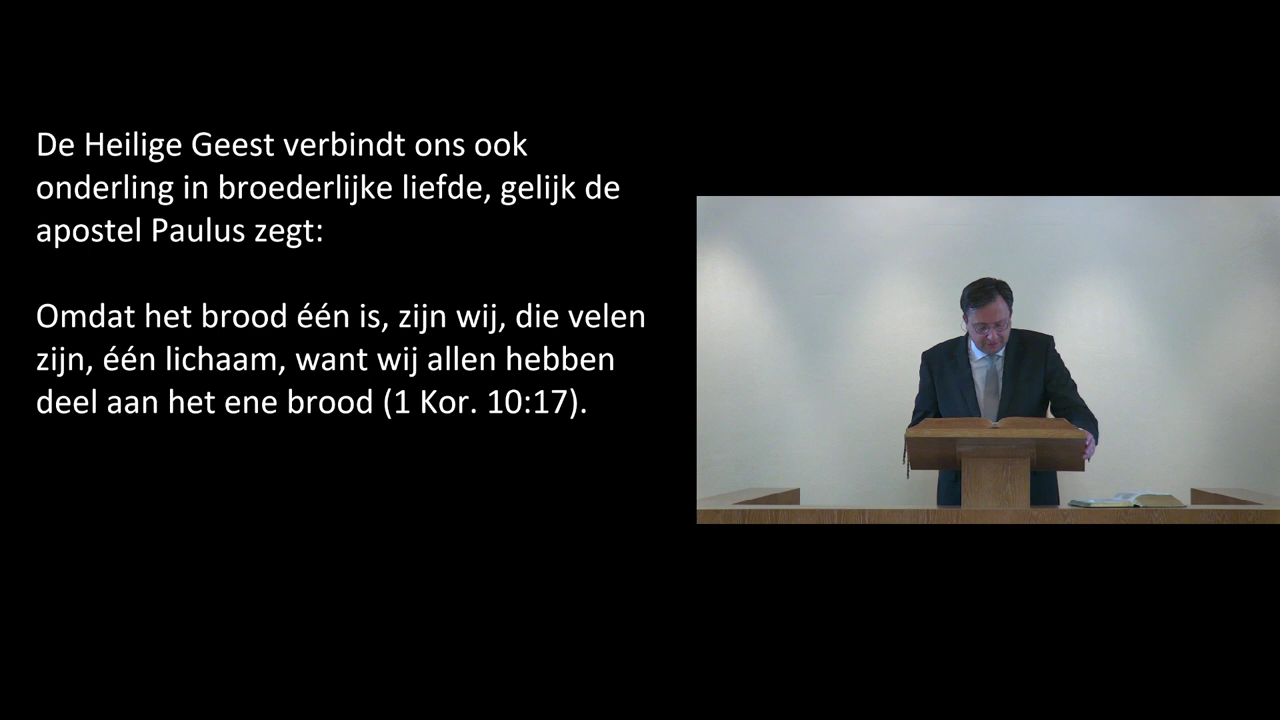 De Heilige Geest verbindt ons ook
onderling in broederlijke liefde, gelijk de
apostel Paulus zegt:
Omdat het brood één is, zijn wij, die velen
zijn, één lichaam, want wij allen hebben
deel aan het ene brood (1 Kor. 10:17).